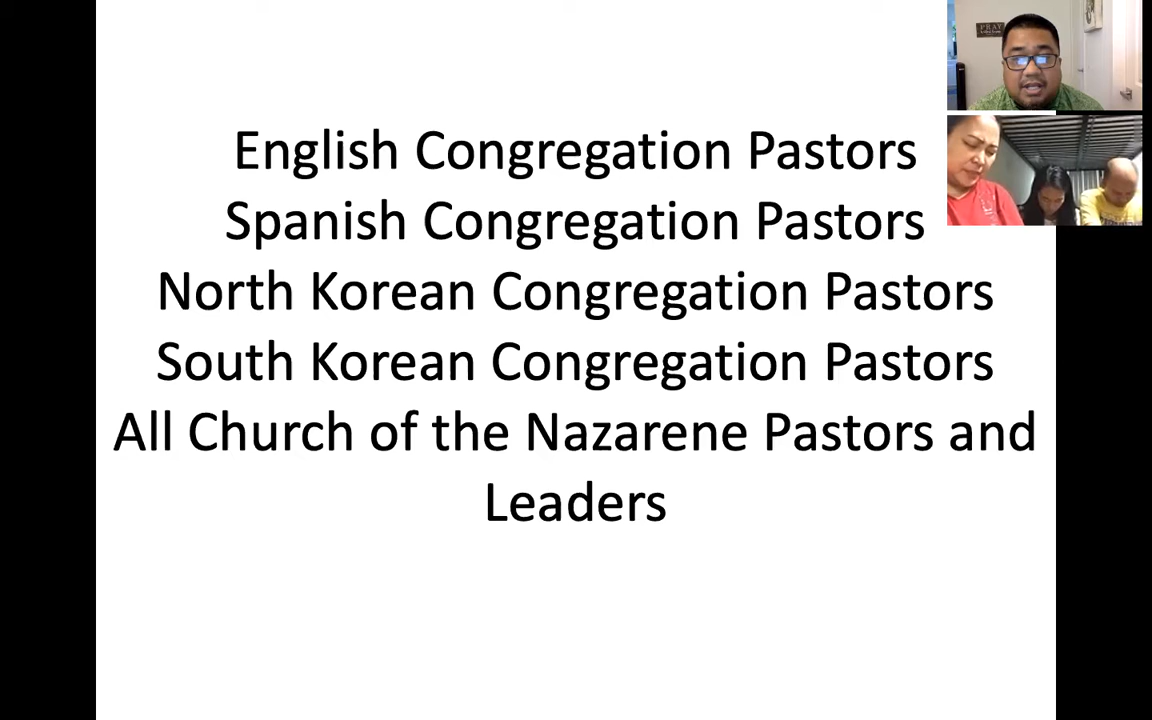 English Congregation Pastors
Spanish Congregation Pastors
North Korean Congregation Pastors
South Korean Congregation Pastors
All Church of the Nazarene Pastors and
Leaders
PRAY